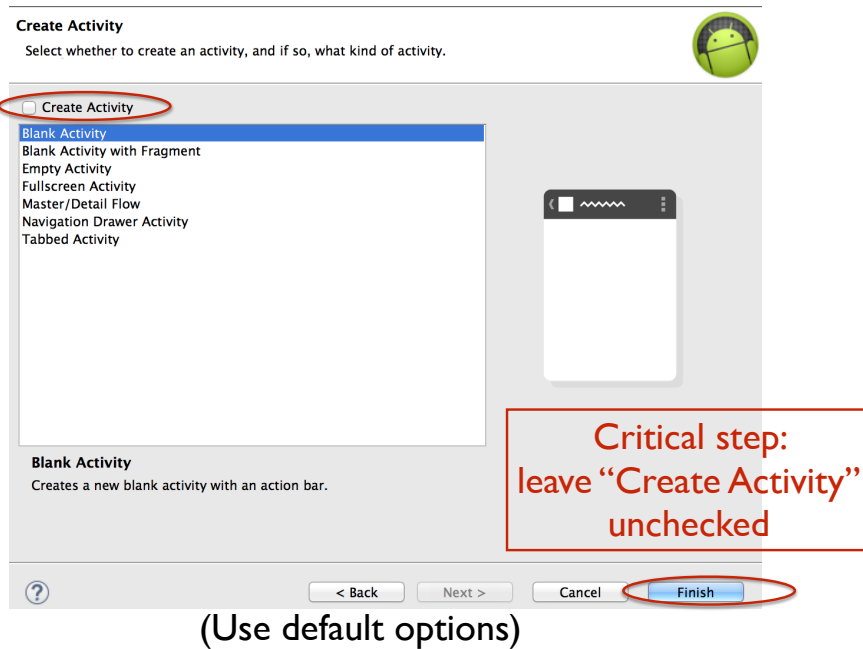 Create Activity
Select whether to create an activity, and if so, what kind of activity.
Create Activity
Blank Activity
Blank Activity with Fragment
Empty Activity
Fullscreen Activity
Master/Detail Flow
Navigation Drawer Activity
Tabbed Activity
Critical step:
leave “Create Activity”
unchecked
Blank Activity
Creates a new blank activity with an action bar.
?
< Back
Next >
Cancel
Finish
(Use default options)